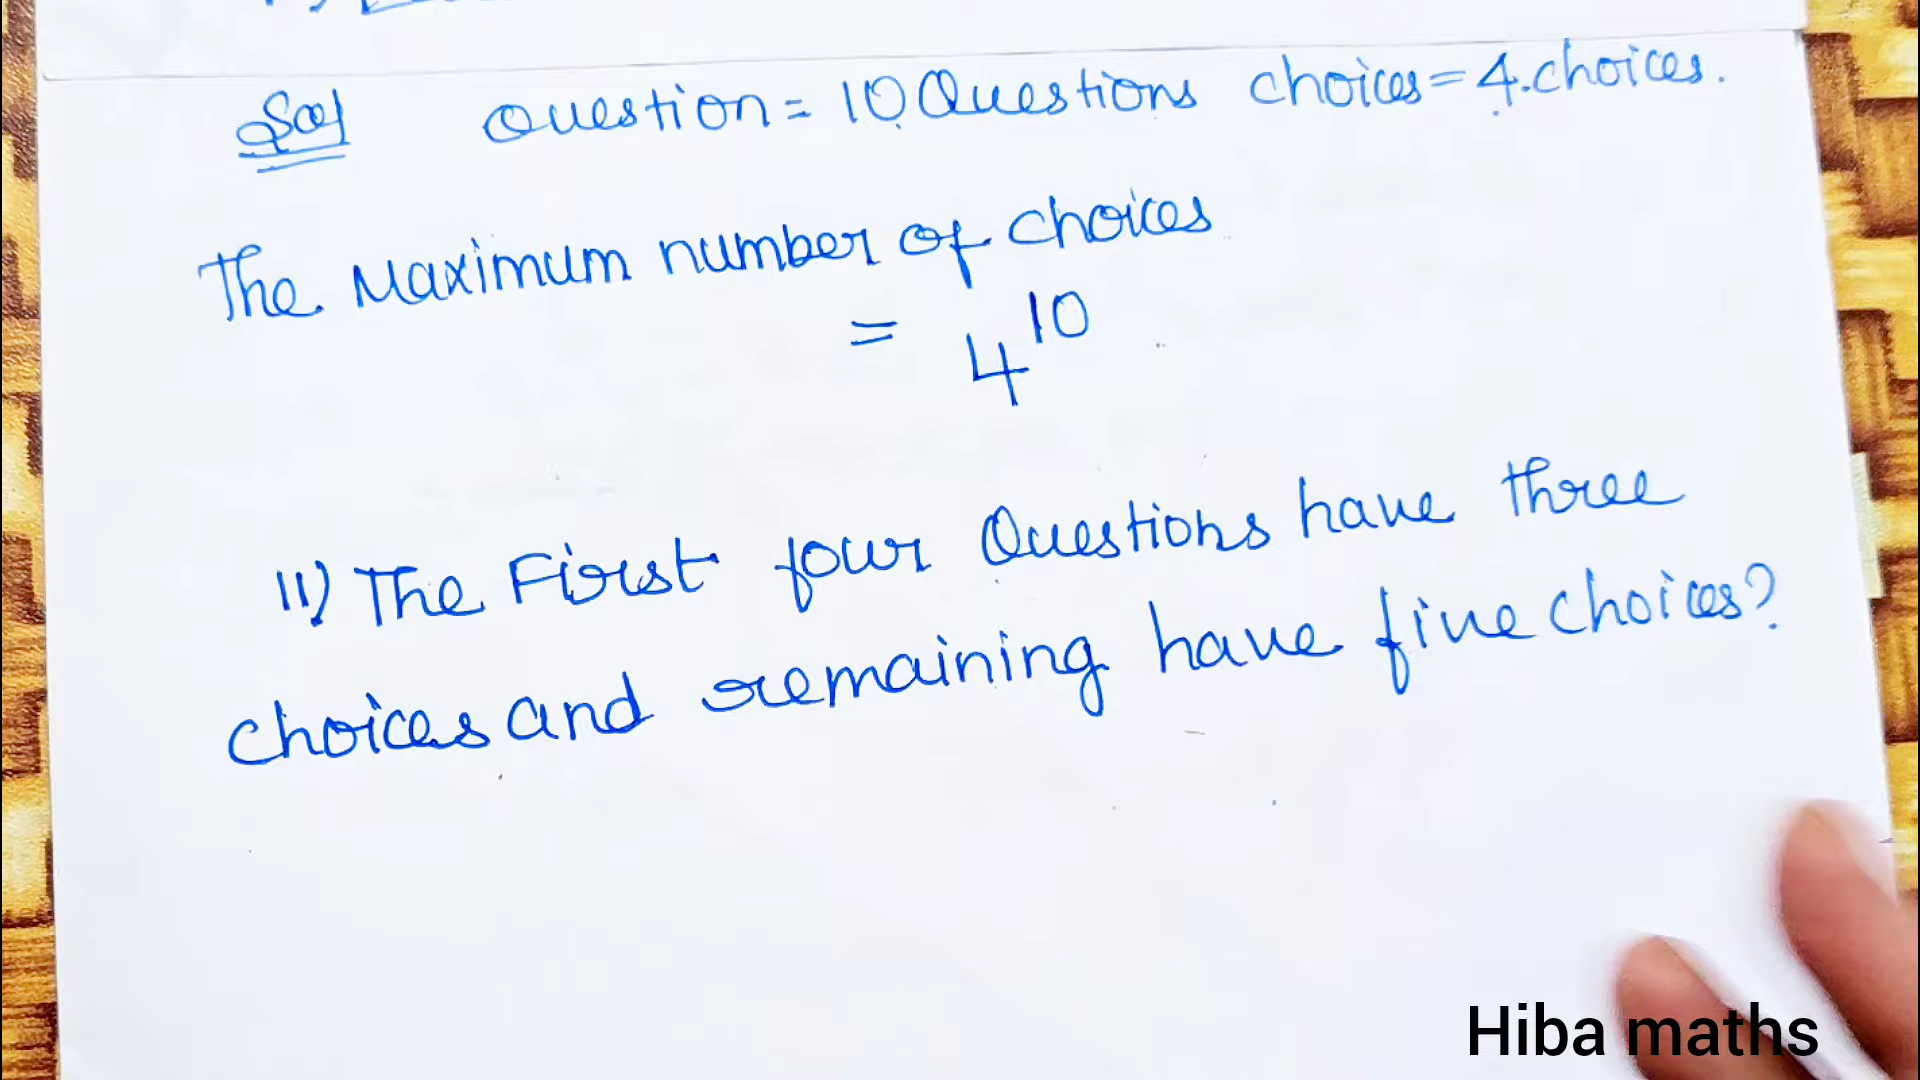 Sol Question = 10 Questions choices = 4.choices.
The Maximum number of choices
= 4^10
11) The First four Questions have three
choices and remaining have five choices?
Hiba maths